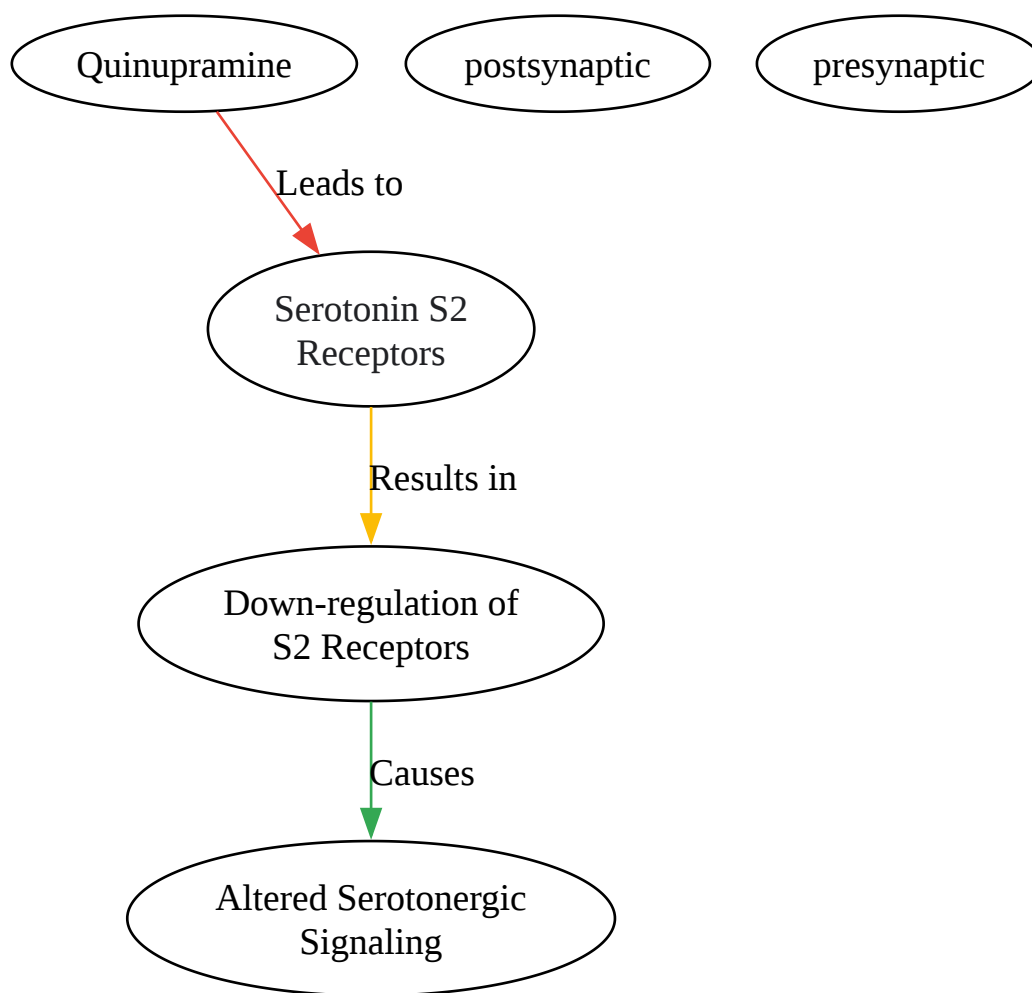 Quinupramine
postsynaptic
presynaptic
Leads to
Serotonin S2
Receptors
Results in
Down-regulation of
S2 Receptors
Causes
Altered Serotonergic
Signaling